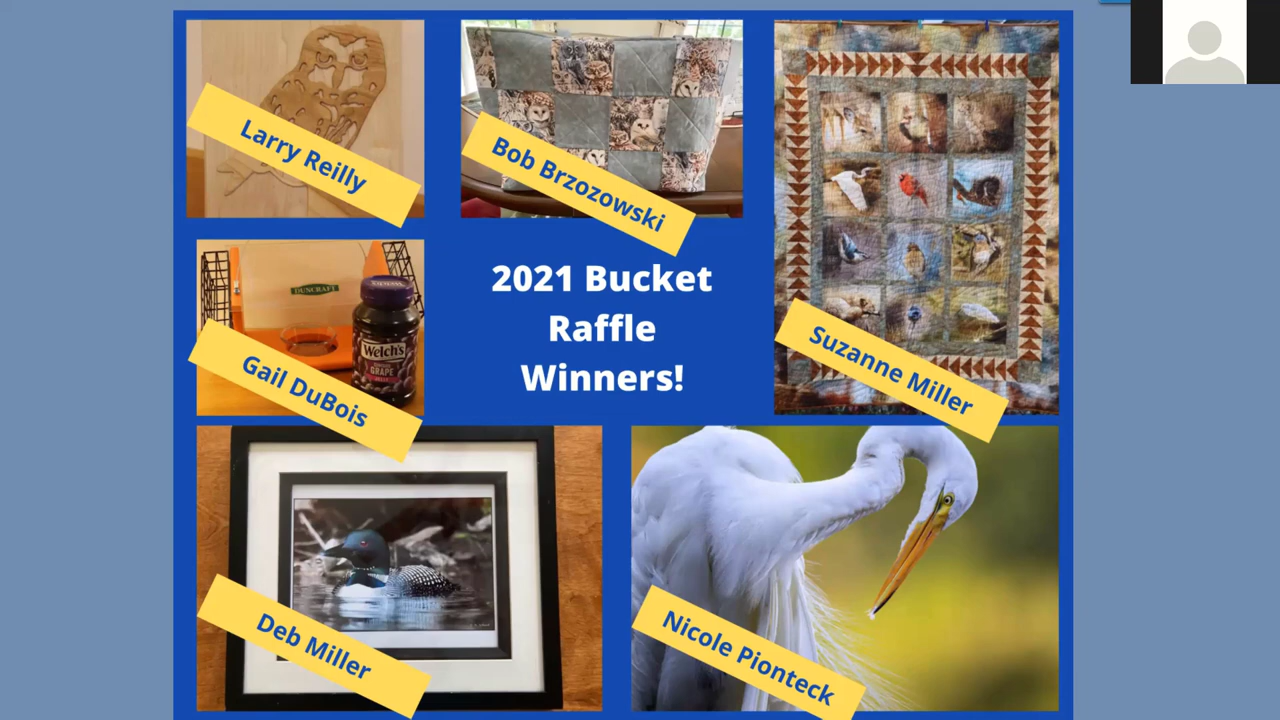 Larry Reilly
Bob Brzozowski
2021 Bucket
Raffle
Winners!
Suzanne Miller
DUNCRAFT
Welch's
GRAPE
JELLY
Gail DuBois
Deb Miller
Nicole Pionteck